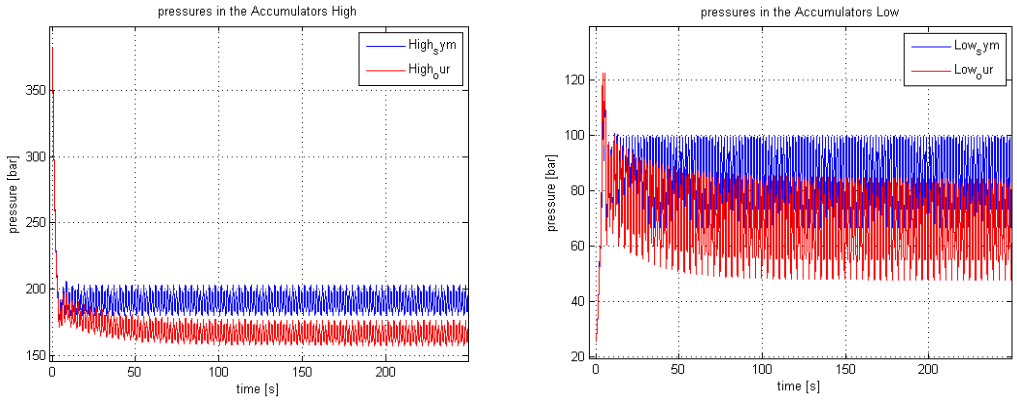 pressures in the Accumulators High
High_sym
High_our
350
300
250
200
150
0
50
100
150
200
pressure [bar]
time [s]
pressures in the Accumulators Low
Low_sym
Low_our
120
100
80
60
40
20
0
50
100
150
200
pressure [bar]
time [s]